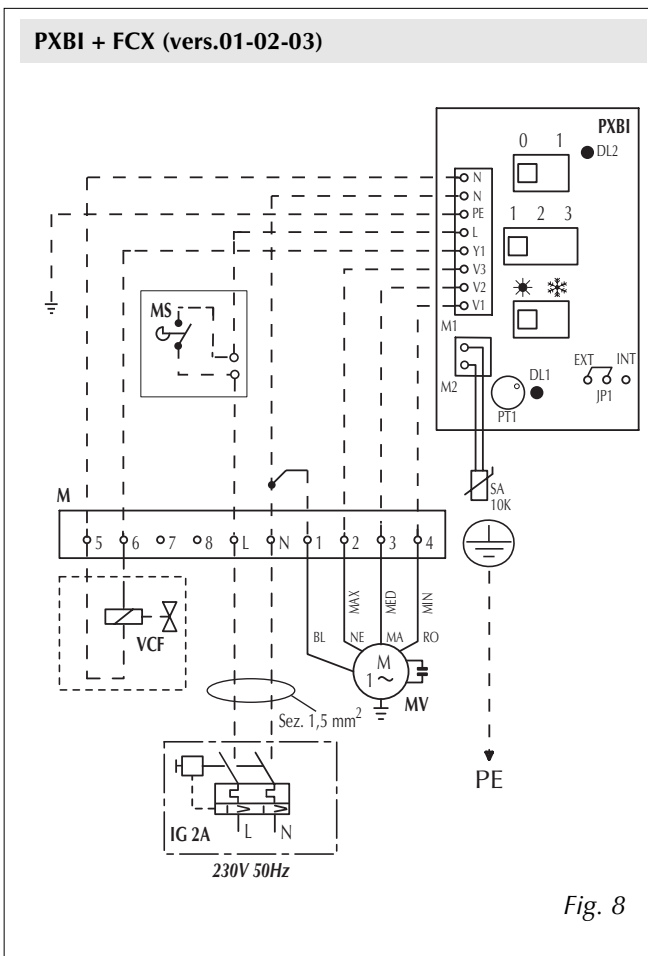 PXBI + FCX (vers.01-02-03)
PXBI
0 1
DL2
N
N
PE
L
Y1
V3
V2
V1
1 2 3
M1
M2
DL1
PT1
EXT INT
JP1
MS
SA
10K
M
5 6 7 8 L N 1 2 3 4
MAX MED MIN
BL NE MA RO
VCF
M
1~
MV
Sez. 1,5 mm²
PE
IG 2A
L N
230V 50Hz
Fig. 8